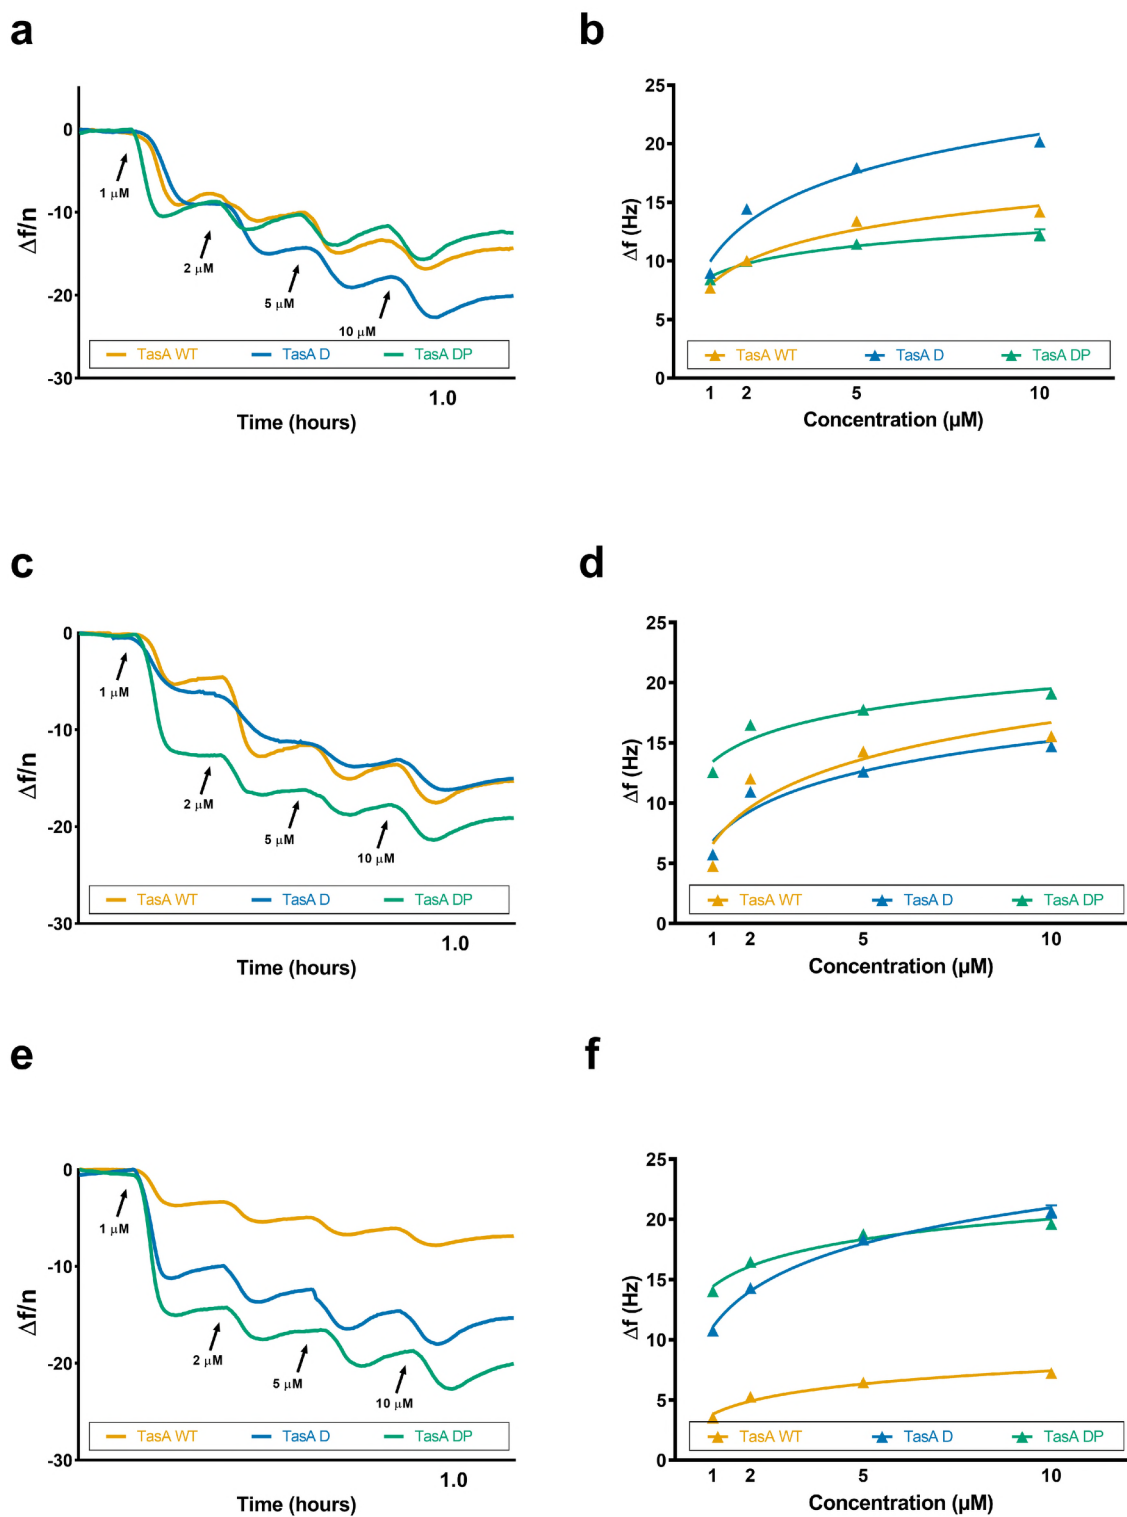 a
0
-10
-20
-30
Δf/n
1 μM
2 μM
5 μM
10 μM
TasA WT TasA D TasA DP
1.0
Time (hours)
b
25
20
15
10
5
0
Δf (Hz)
TasA WT TasA D TasA DP
1 2 5 10
Concentration (μM)
c
0
-10
-20
-30
Δf/n
1 μM
2 μM
5 μM
10 μM
TasA WT TasA D TasA DP
1.0
Time (hours)
d
25
20
15
10
5
0
Δf (Hz)
TasA WT TasA D TasA DP
1 2 5 10
Concentration (μM)
e
0
-10
-20
-30
Δf/n
1 μM
2 μM
5 μM
10 μM
TasA WT TasA D TasA DP
1.0
Time (hours)
f
25
20
15
10
5
0
Δf (Hz)
TasA WT TasA D TasA DP
1 2 5 10
Concentration (μM)